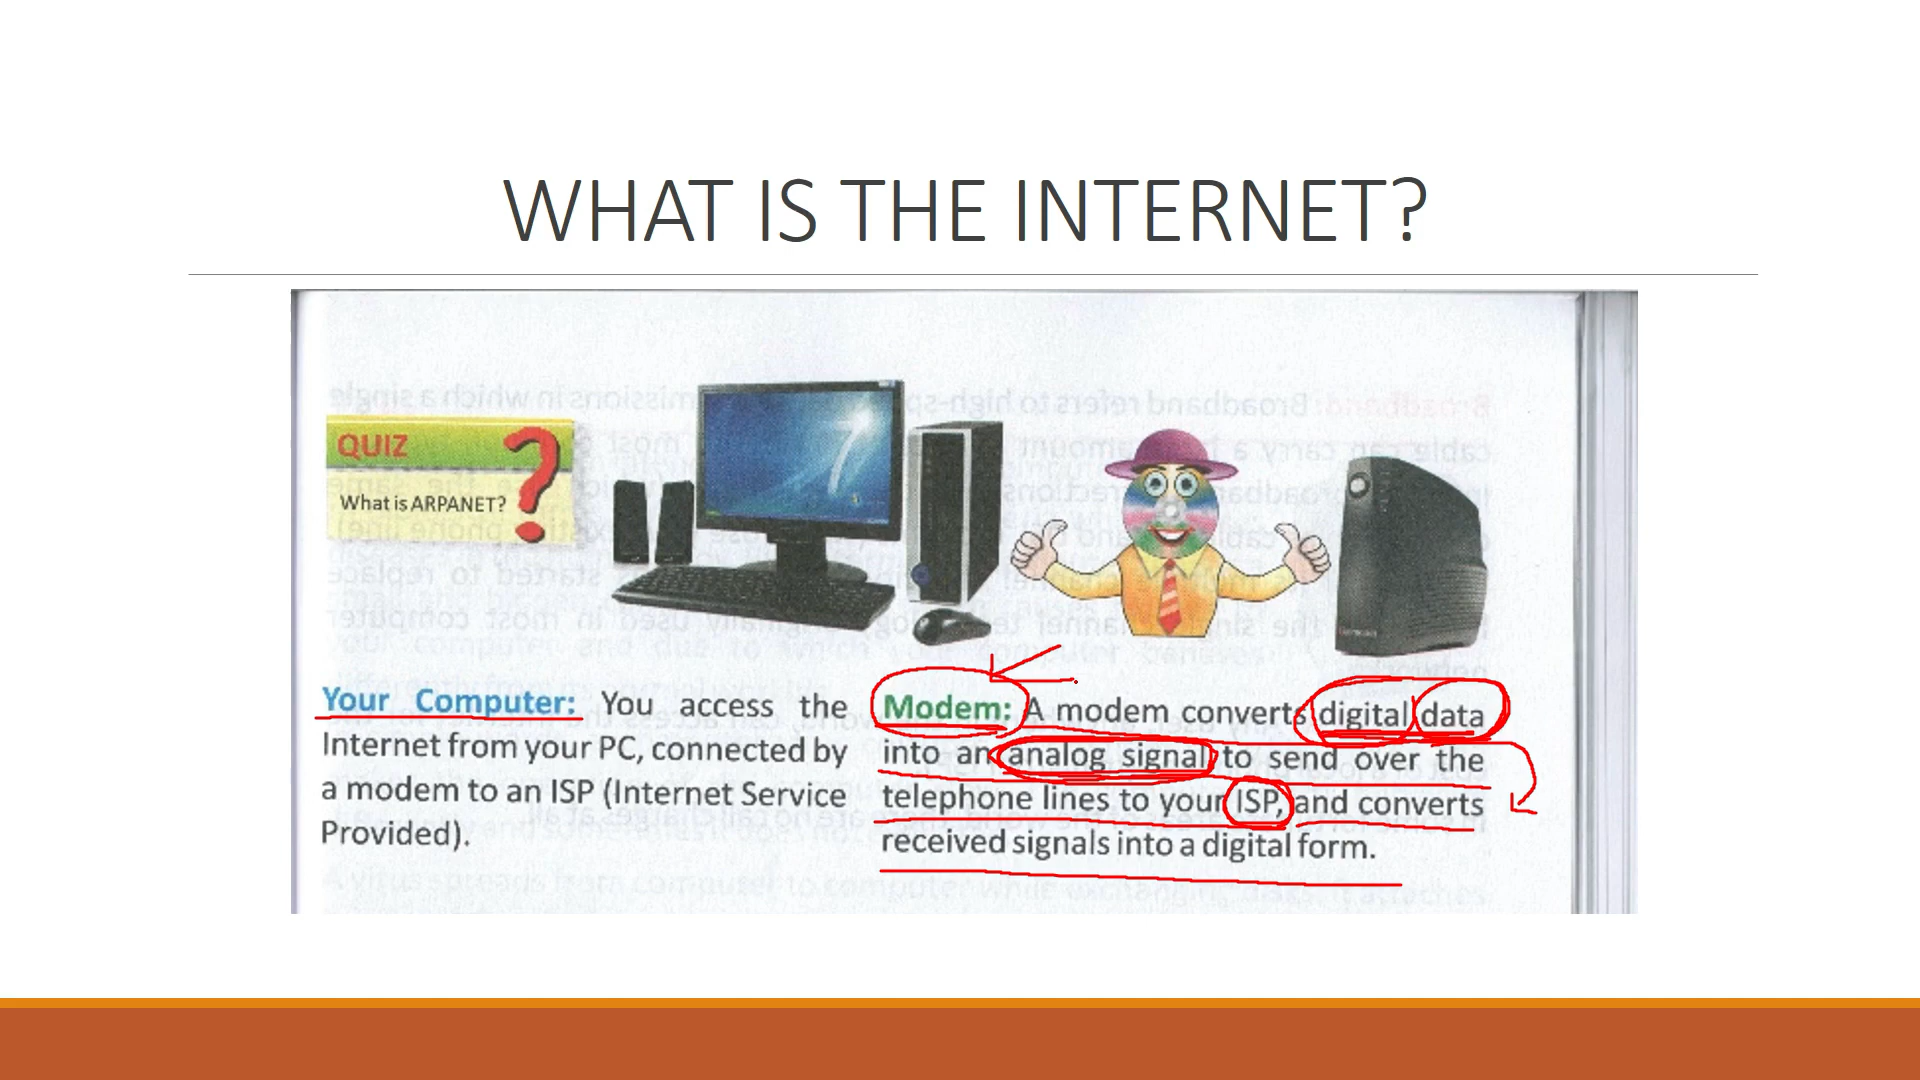 WHAT IS THE INTERNET?
QUIZ
What is ARPANET?
Your Computer: You access the
Internet from your PC, connected by
a modem to an ISP (Internet Service
Provided).
Modem: A modem converts digital data
into an analog signal to send over the
telephone lines to your ISP, and converts
received signals into a digital form.